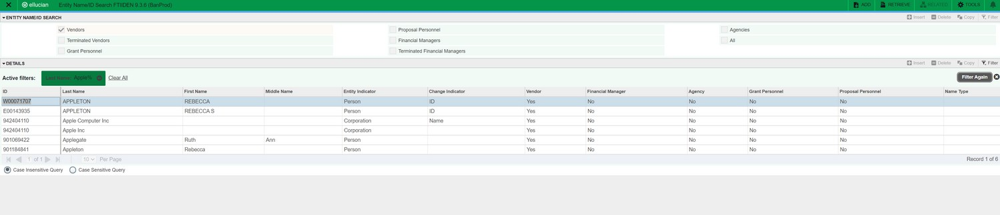 ellucian Entity Name/ID Search FTIIDEN 9.3.6 (BanProd) ADD RETRIEVE RELATED TOOLS
ENTITY NAME/ID SEARCH Insert Delete Copy Filter
Vendors Proposal Personnel Agencies
Terminated Vendors Financial Managers All
Grant Personnel Terminated Financial Managers
DETAILS Insert Delete Copy Filter
Active filters: Last Name: Apple% Clear All Filter Again
ID Last Name First Name Middle Name Entity Indicator Change Indicator Vendor Financial Manager Agency Grant Personnel Proposal Personnel Name Type
W00071707 APPLETON REBECCA Person ID Yes No No No No
E00143935 APPLETON REBECCA S Person ID Yes No No No No
942404110 Apple Computer Inc Corporation Name Yes No No No No
942404110 Apple Inc Corporation Yes No No No No
901069422 Applegate Ruth Ann Person Yes No No No No
901184841 Appleton Rebecca Person Yes No No No No
1 of 1 10 Per Page Record 1 of 6
Case Insensitive Query Case Sensitive Query